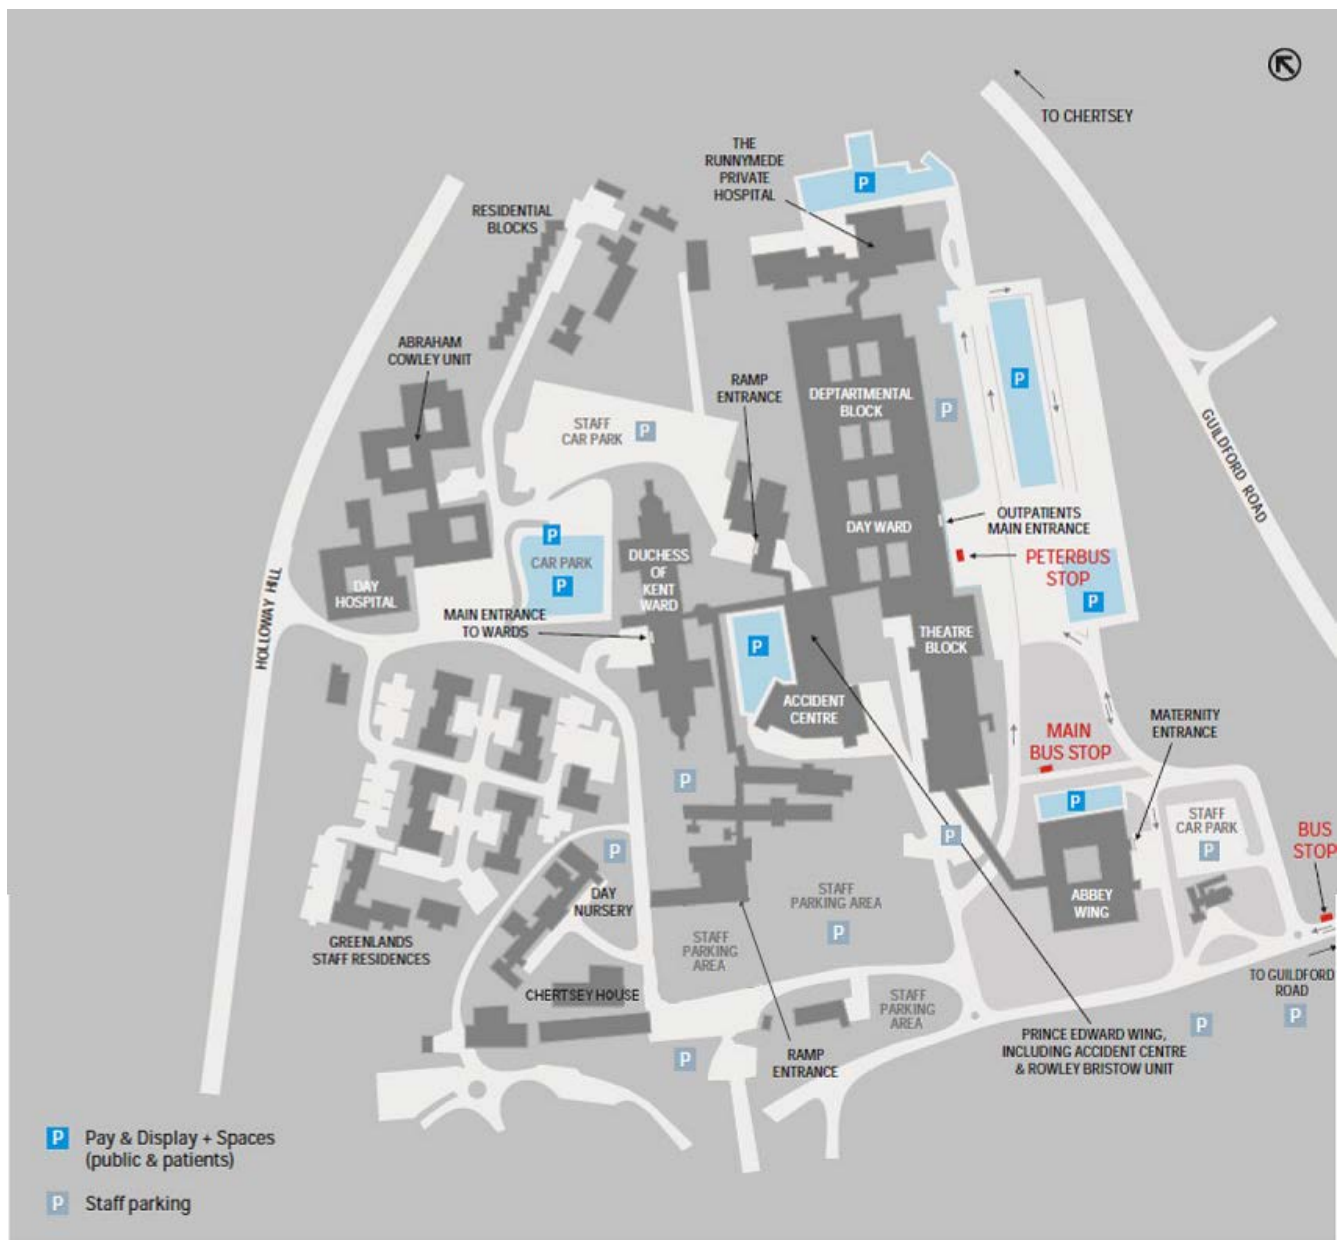 TO CHERTSEY
THE
RUNNYMEDE
PRIVATE
HOSPITAL
P
RESIDENTIAL
BLOCKS
ABRAHAM
COWLEY UNIT
RAMP
ENTRANCE
DEPTARTMENTAL
BLOCK
P
P
STAFF
CAR PARK
P
GUILDFORD ROAD
DAY WARD
OUTPATIENTS
MAIN ENTRANCE
PETERBUS
STOP
P
P
CAR PARK
P
DUCHESS
OF
KENT
WARD
DAY
HOSPITAL
HOLLOWAY HILL
MAIN ENTRANCE
TO WARDS
P
THEATRE
BLOCK
ACCIDENT
CENTRE
MAIN
BUS STOP
MATERNITY
ENTRANCE
P
P
STAFF
CAR PARK
P
BUS
STOP
P
P
DAY
NURSERY
STAFF
PARKING AREA
P
ABBEY
WING
GREENLANDS
STAFF RESIDENCES
STAFF
PARKING
AREA
CHERTSEY HOUSE
STAFF
PARKING
AREA
TO GUILDFORD
ROAD
P
P
P
RAMP
ENTRANCE
PRINCE EDWARD WING,
INCLUDING ACCIDENT CENTRE
& ROWLEY BRISTOW UNIT
P Pay & Display + Spaces
(public & patients)
P Staff parking